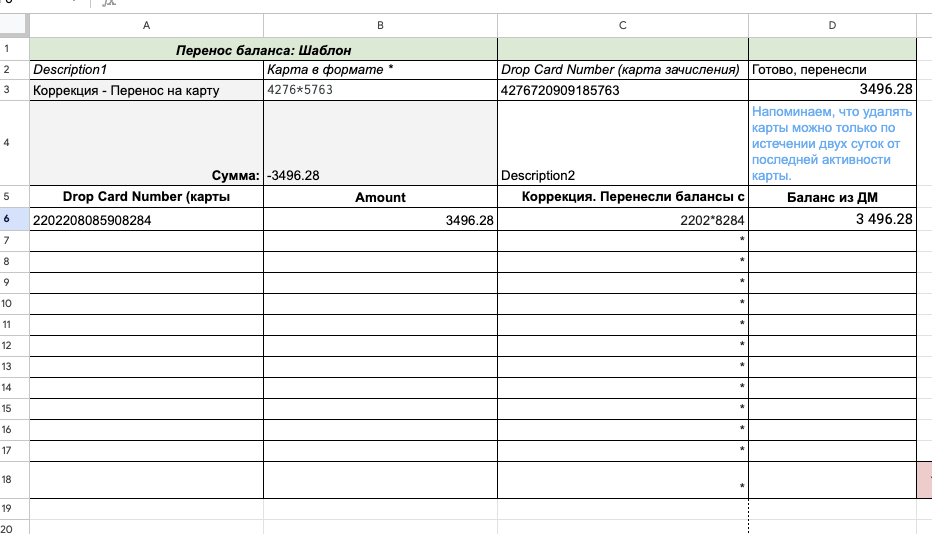 A B C D
1 Перенос баланса: Шаблон
2 Description1 Карта в формате * Drop Card Number (карта зачисления) Готово, перенесли
3 Коррекция - Перенос на карту 4276*5763 4276720909185763 3496.28
Напоминаем, что удалять
карты можно только по
4 истечении двух суток от
последней активности
Сумма: -3496.28 Description2 карты.
5 Drop Card Number (карты Amount Коррекция. Перенесли балансы с Баланс из ДМ
6 2202208085908284 3496.28 2202*8284 3 496.28
7 *
8 *
9 *
10 *
11 *
12 *
13 *
14 *
15 *
16 *
17 *
18 *
19
20